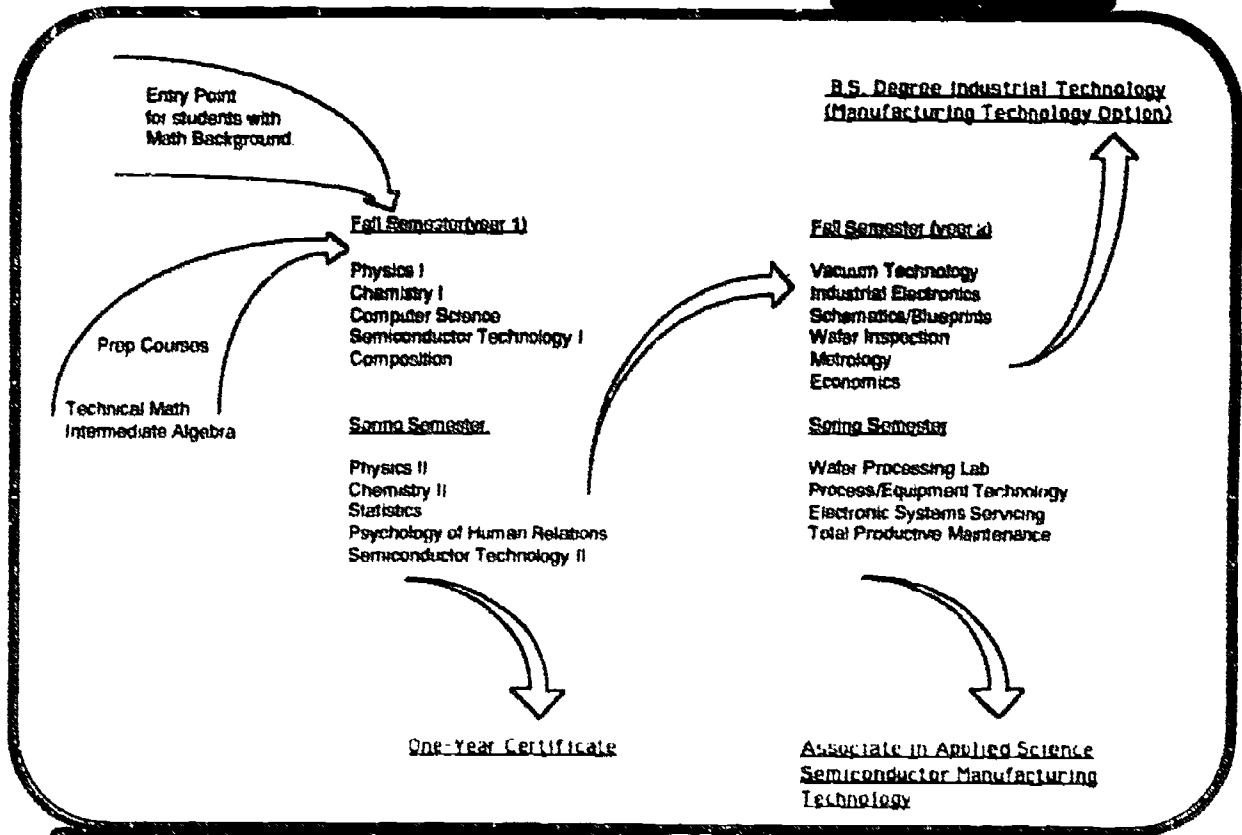 Entry Point
for students with
Math Background
Prep Courses
Technical Math
Intermediate Algebra
Fall Semester (year 1)
Physics I
Chemistry I
Computer Science
Semiconductor Technology I
Composition
Spring Semester
Physics II
Chemistry II
Statistics
Psychology of Human Relations
Semiconductor Technology II
One-Year Certificate
B.S. Degree Industrial Technology
(Manufacturing Technology Option)
Fall Semester (year
Vacuum Technology
Industrial Electronics
Schematics/Blueprints
Wafer Inspection
Metrology
Economics
Spring Semester
Wafer Processing Lab
Process/Equipment Technology
Electronic Systems Servicing
Total Productive Maintenance
Associate in Applied Science
Semiconductor Manufacturing
Technology